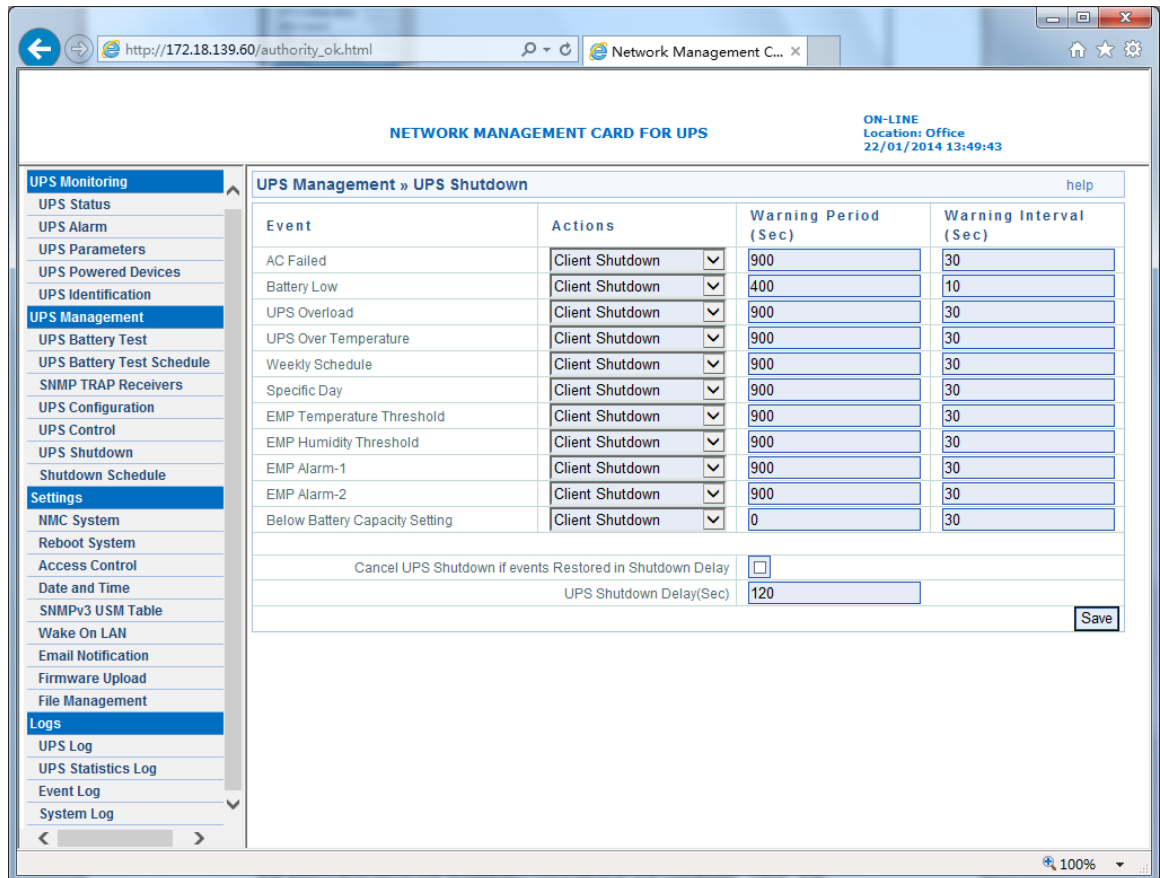 http://172.18.139.60/authority_ok.html
Network Management C...
NETWORK MANAGEMENT CARD FOR UPS
ON-LINE
Location: Office
22/01/2014 13:49:43
UPS Monitoring
UPS Status
UPS Alarm
UPS Parameters
UPS Powered Devices
UPS Identification
UPS Management
UPS Battery Test
UPS Battery Test Schedule
SNMP TRAP Receivers
UPS Configuration
UPS Control
UPS Shutdown
Shutdown Schedule
Settings
NMC System
Reboot System
Access Control
Date and Time
SNMPv3 USM Table
Wake On LAN
Email Notification
Firmware Upload
File Management
Logs
UPS Log
UPS Statistics Log
Event Log
System Log
UPS Management » UPS Shutdown help
Event Actions Warning Period (Sec) Warning Interval (Sec)
AC Failed Client Shutdown 900 30
Battery Low Client Shutdown 400 10
UPS Overload Client Shutdown 900 30
UPS Over Temperature Client Shutdown 900 30
Weekly Schedule Client Shutdown 900 30
Specific Day Client Shutdown 900 30
EMP Temperature Threshold Client Shutdown 900 30
EMP Humidity Threshold Client Shutdown 900 30
EMP Alarm-1 Client Shutdown 900 30
EMP Alarm-2 Client Shutdown 900 30
Below Battery Capacity Setting Client Shutdown 0 30
Cancel UPS Shutdown if events Restored in Shutdown Delay
UPS Shutdown Delay(Sec) 120
Save
100%